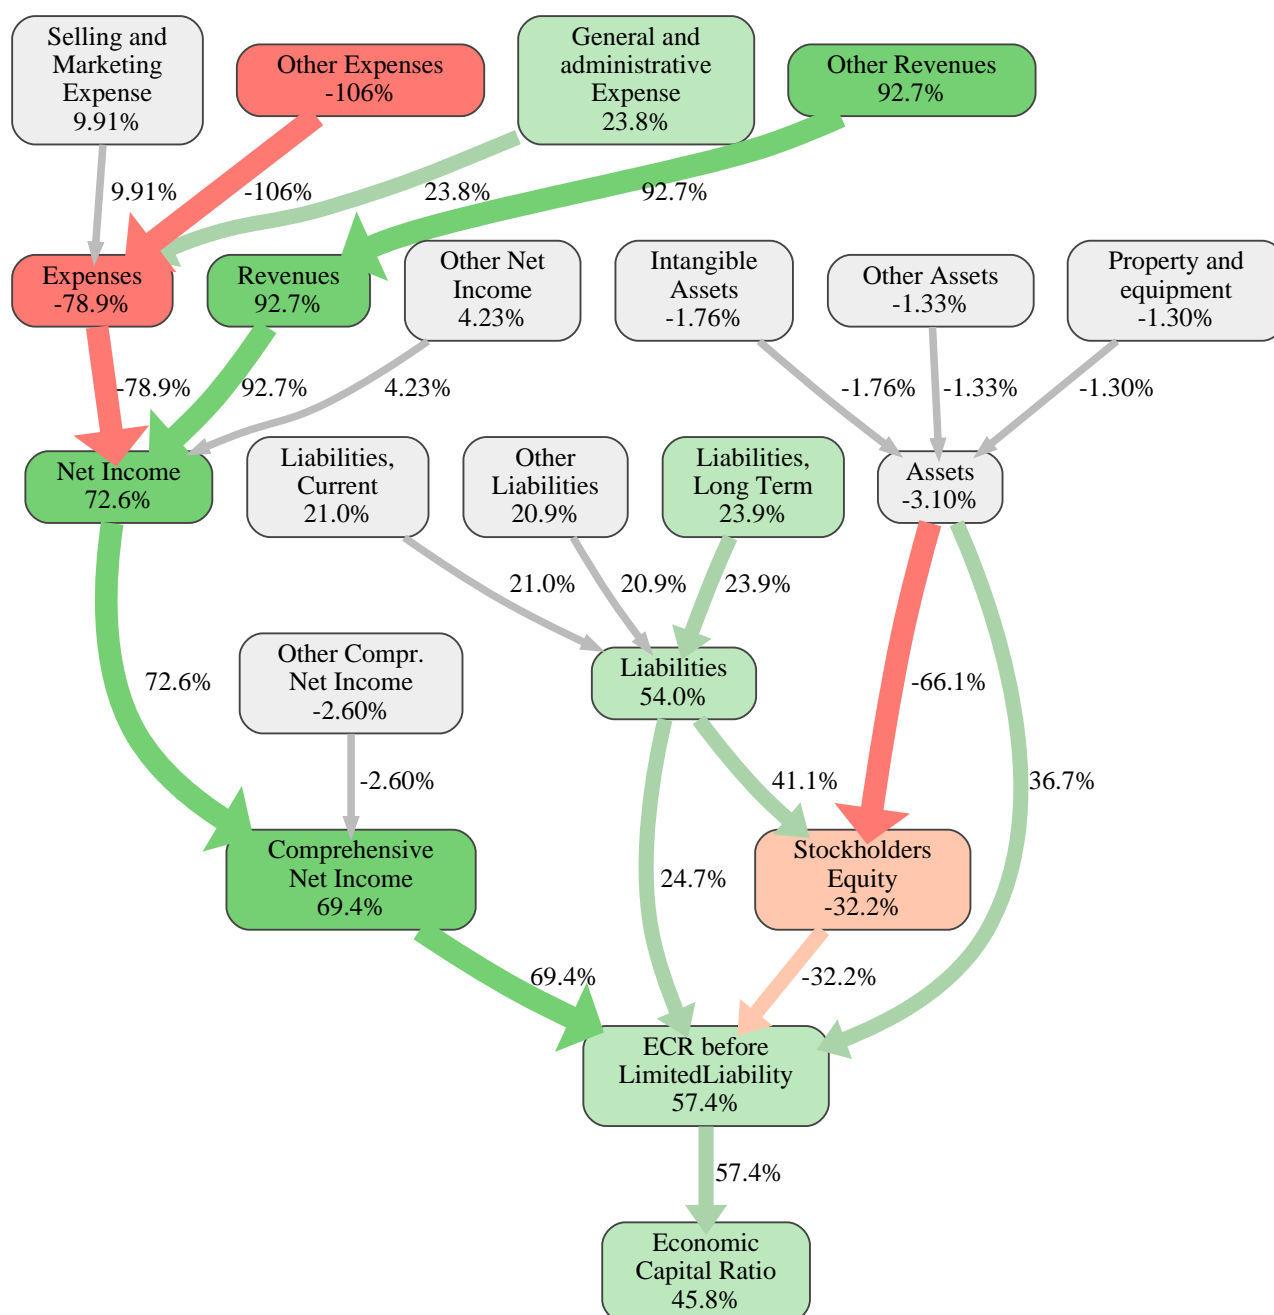 Selling and
Marketing
Expense
9.91%
Other Expenses
-106%
General and
administrative
Expense
23.8%
Other Revenues
92.7%
9.91%
-106%
23.8%
92.7%
Expenses
-78.9%
Revenues
92.7%
Other Net
Income
4.23%
Intangible
Assets
-1.76%
Other Assets
-1.33%
Property and
equipment
-1.30%
-78.9%
92.7%
4.23%
-1.76%
-1.33%
-1.30%
Net Income
72.6%
Liabilities,
Current
21.0%
Other
Liabilities
20.9%
Liabilities,
Long Term
23.9%
Assets
-3.10%
21.0%
20.9%
23.9%
72.6%
Other Compr.
Net Income
-2.60%
Liabilities
54.0%
-66.1%
-2.60%
41.1%
36.7%
Comprehensive
Net Income
69.4%
24.7%
Stockholders
Equity
-32.2%
69.4%
-32.2%
ECR before
LimitedLiability
57.4%
57.4%
Economic
Capital Ratio
45.8%